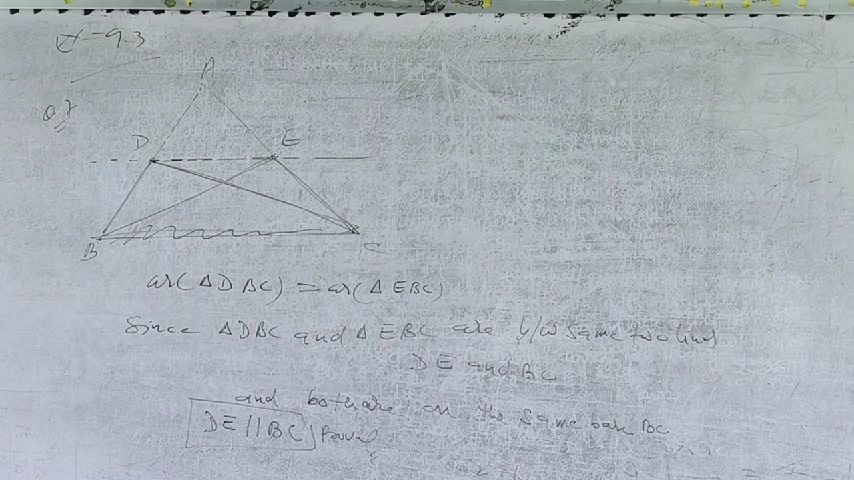 Ex-9.3
Q 7
A
D E
B C
ar(ΔDBC) = ar(ΔEBC)
Since ΔDBC and ΔEBC are b/w same two lines
DE and BC
and both are on the same base BC
DE || BC Proved